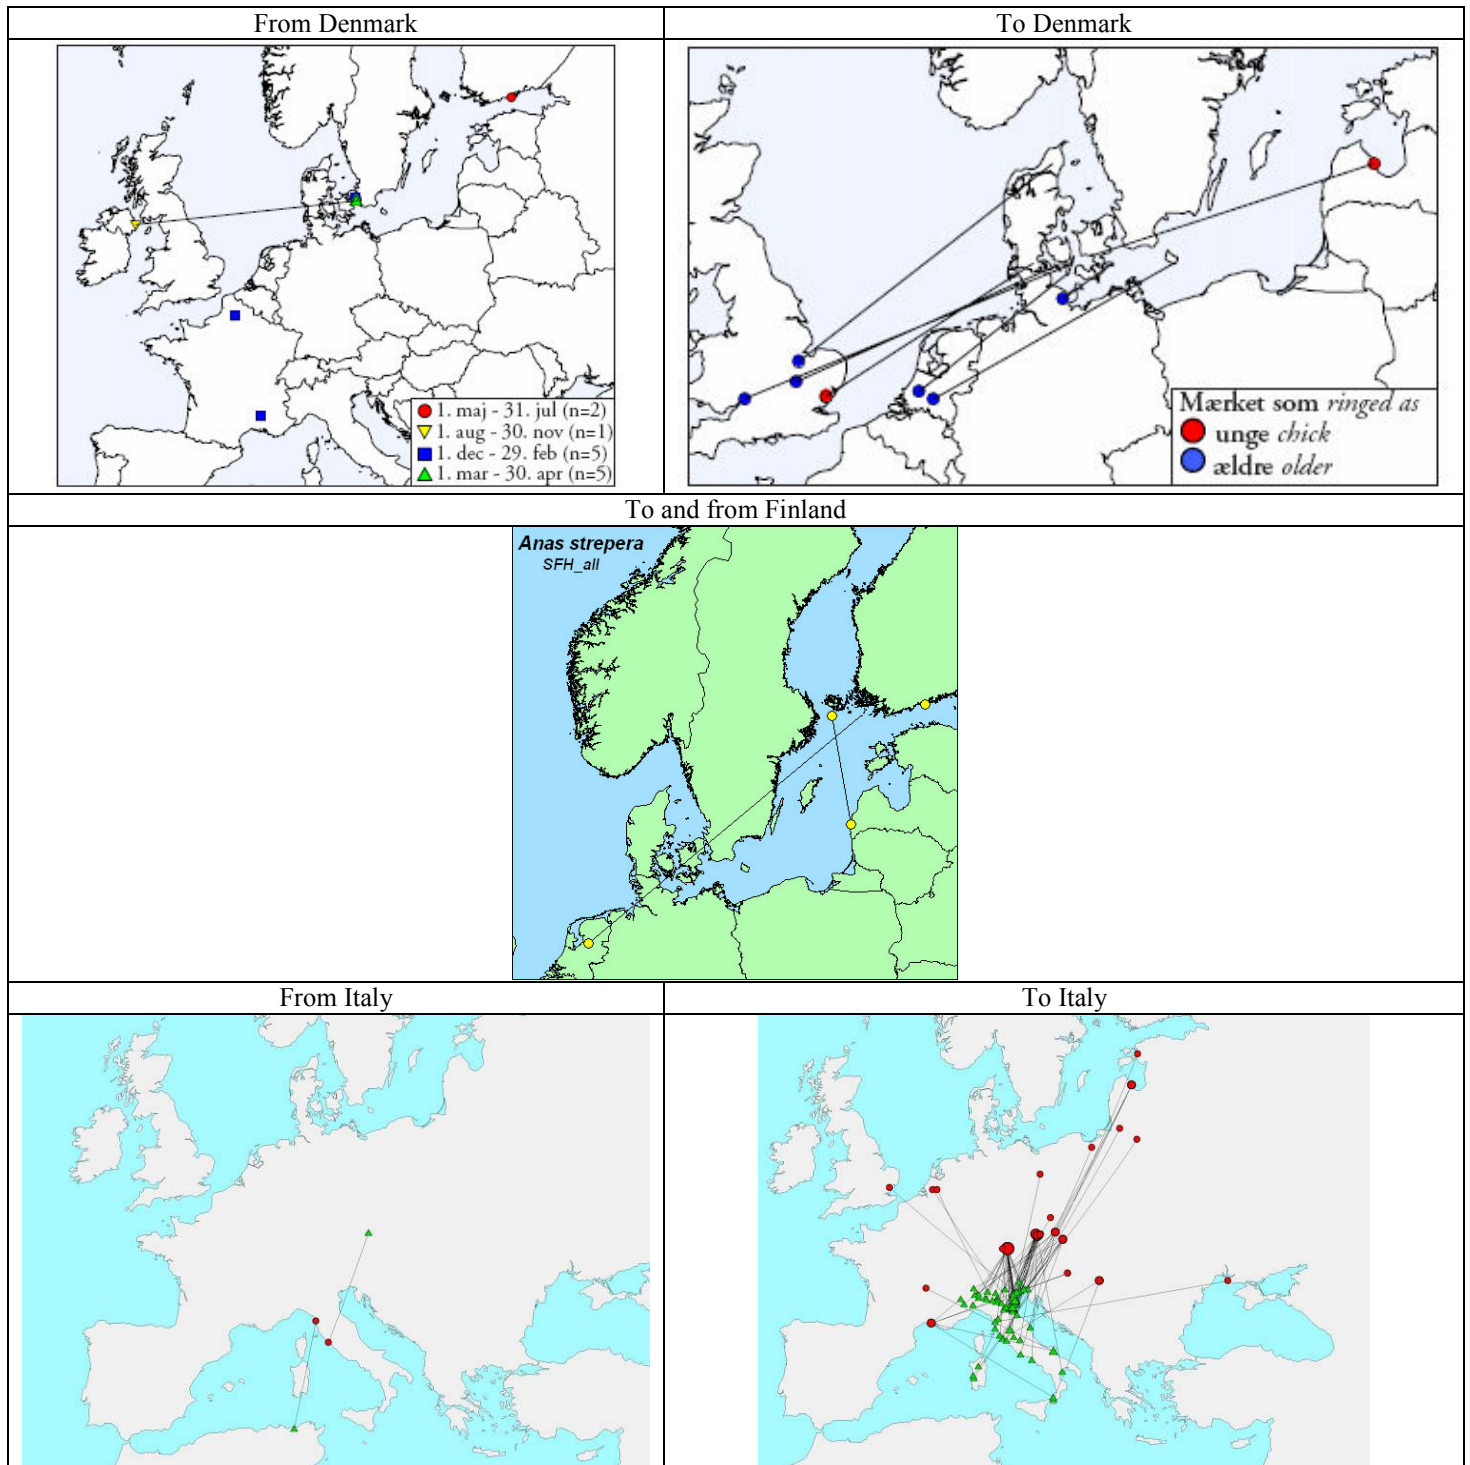 From Denmark
To Denmark
1. maj - 31. jul (n=2)
1. aug - 30. nov (n=1)
1. dec - 29. feb (n=5)
1. mar - 30. apr (n=5)
Mærket som ringed as
unge chick
ældre older
To and from Finland
Anas strepera
SFH_all
From Italy
To Italy